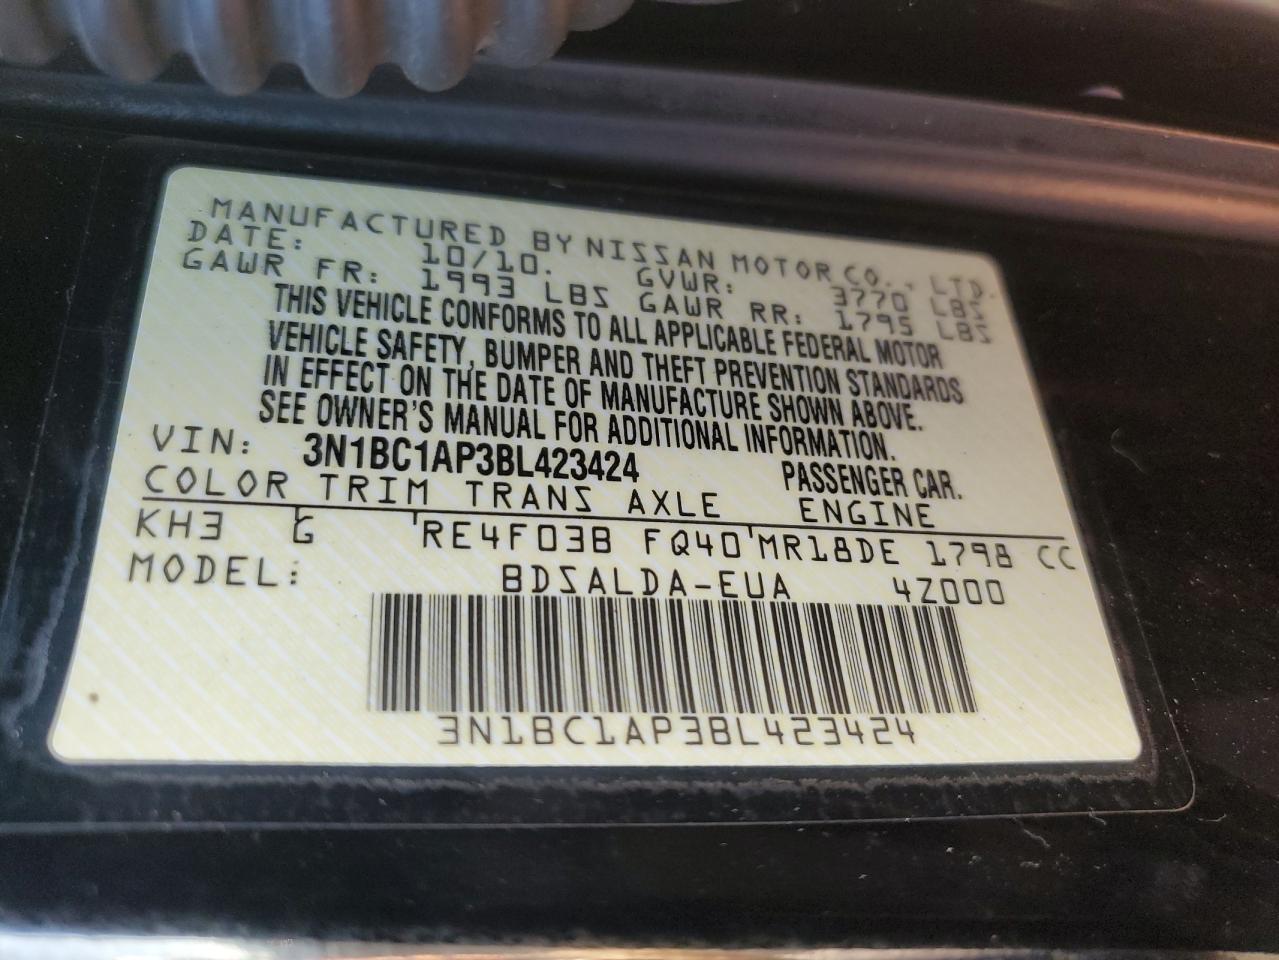 MANUFACTURED BY NISSAN MOTOR CO., LTD.
DATE: 10/10. GVWR: 3770 LBS
GAWR FR: 1993 LBS GAWR RR: 1795 LBS
THIS VEHICLE CONFORMS TO ALL APPLICABLE FEDERAL MOTOR
VEHICLE SAFETY, BUMPER AND THEFT PREVENTION STANDARDS
IN EFFECT ON THE DATE OF MANUFACTURE SHOWN ABOVE.
SEE OWNER'S MANUAL FOR ADDITIONAL INFORMATION.
VIN: 3N1BC1AP3BL423424 PASSENGER CAR.
COLOR TRIM TRANS AXLE ENGINE
KH3 G RE4F03B FQ40 MR18DE 1798 CC
MODEL: BDSALDA-EUA 4Z000
3N1BC1AP3BL423424